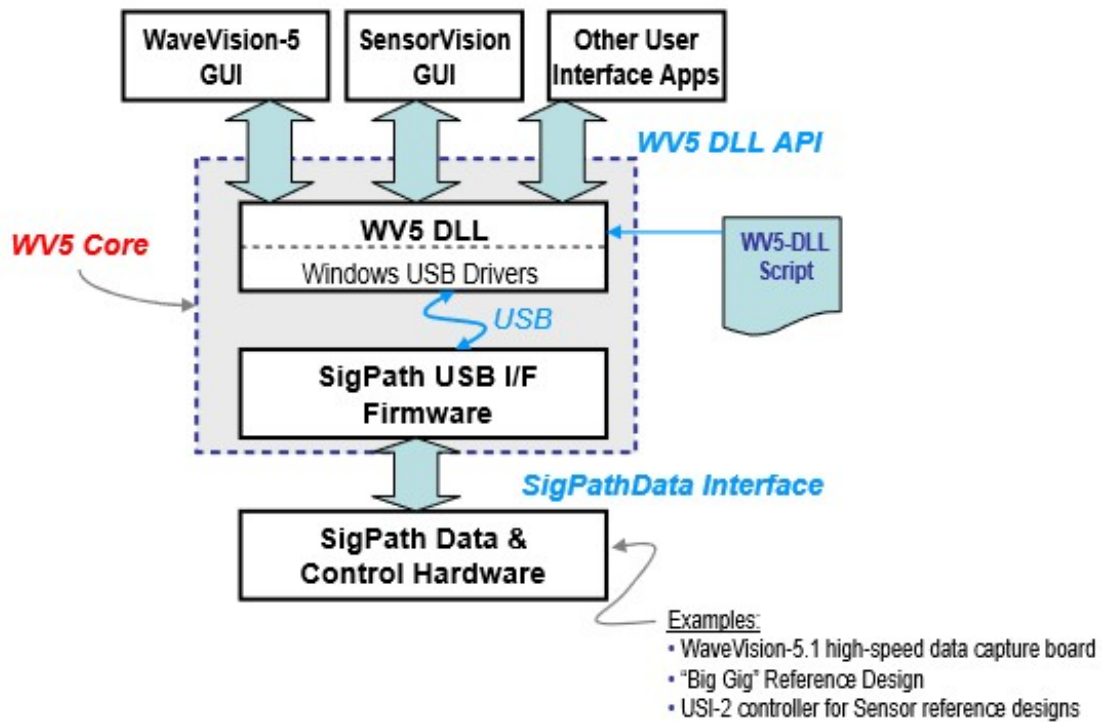 WaveVision-5
GUI
SensorVision
GUI
Other User
Interface Apps
WV5 DLL API
WV5 Core
WV5 DLL
Windows USB Drivers
WV5-DLL
Script
USB
SigPath USB I/F
Firmware
SigPathData Interface
SigPath Data &
Control Hardware
Examples:
• WaveVision-5.1 high-speed data capture board
• “Big Gig” Reference Design
• USI-2 controller for Sensor reference designs